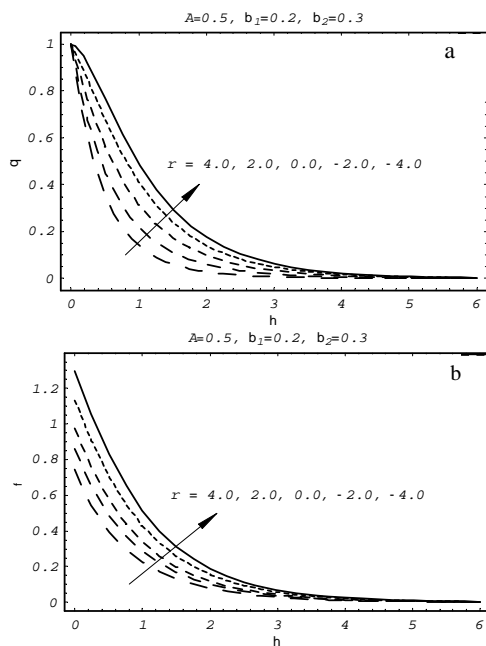 A=0.5, b1=0.2, b2=0.3
a
1
0.8
0.6
q
r = 4.0, 2.0, 0.0, -2.0, -4.0
0.4
0.2
0
0 1 2 3 4 5 6
h
A=0.5, b1=0.2, b2=0.3
b
1.2
1
0.8
f
0.6
r = 4.0, 2.0, 0.0, -2.0, -4.0
0.4
0.2
0
0 1 2 3 4 5 6
h